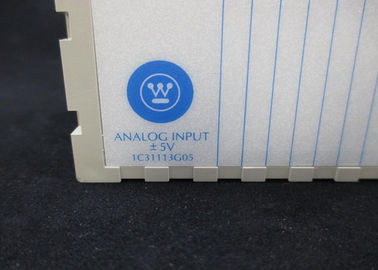 W
ANALOG INPUT
± 5V
1C31113G05